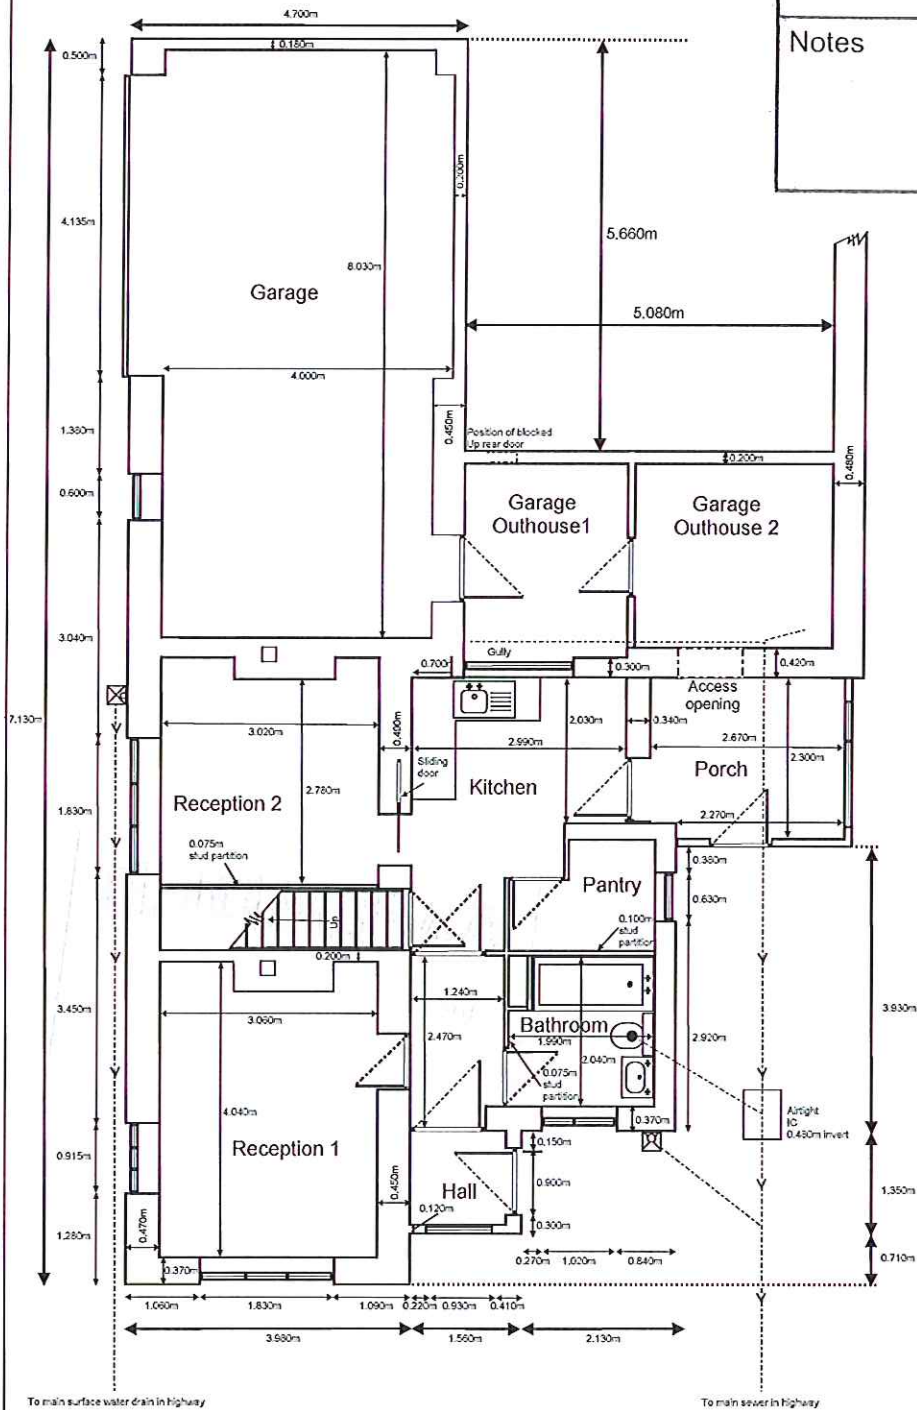 4.700m
Notes
0.500m
0.180m
0.200m
4.135m
5.660m
8.030m
Garage
5.080m
4.000m
1.380m
0.450m
Position of blocked
Up rear door
0.200m
0.480m
0.600m
Garage
Outhouse1
Garage
Outhouse 2
3.040m
Gully
0.700
0.300m
0.420m
Access
opening
7.130m
3.020m
0.490m
2.030m
0.340m
2.990m
2.670m
Sliding
door
2.300m
Kitchen
Porch
2.780m
Reception 2
1.830m
2.270m
0.075m
stud partition
0.380m
Pantry
0.630m
Up
0.100m
stud
partition
0.200m
3.450m
1.240m
3.930m
3.060m
2.470m
Bathroom
1.990m
2.920m
2.040m
0.075m
stud
partition
4.040m
Airtight
IC
0.480m invert
0.370m
Reception 1
0.150m
0.915m
Hall
0.900m
1.350m
0.450m
0.470m
0.120m
0.300m
1.280m
0.370m
0.270m
1.020m
0.840m
0.710m
1.060m
1.830m
1.090m
0.220m
0.930m
0.410m
3.980m
1.560m
2.130m
To main surface water drain in highway
To main sewer in highway